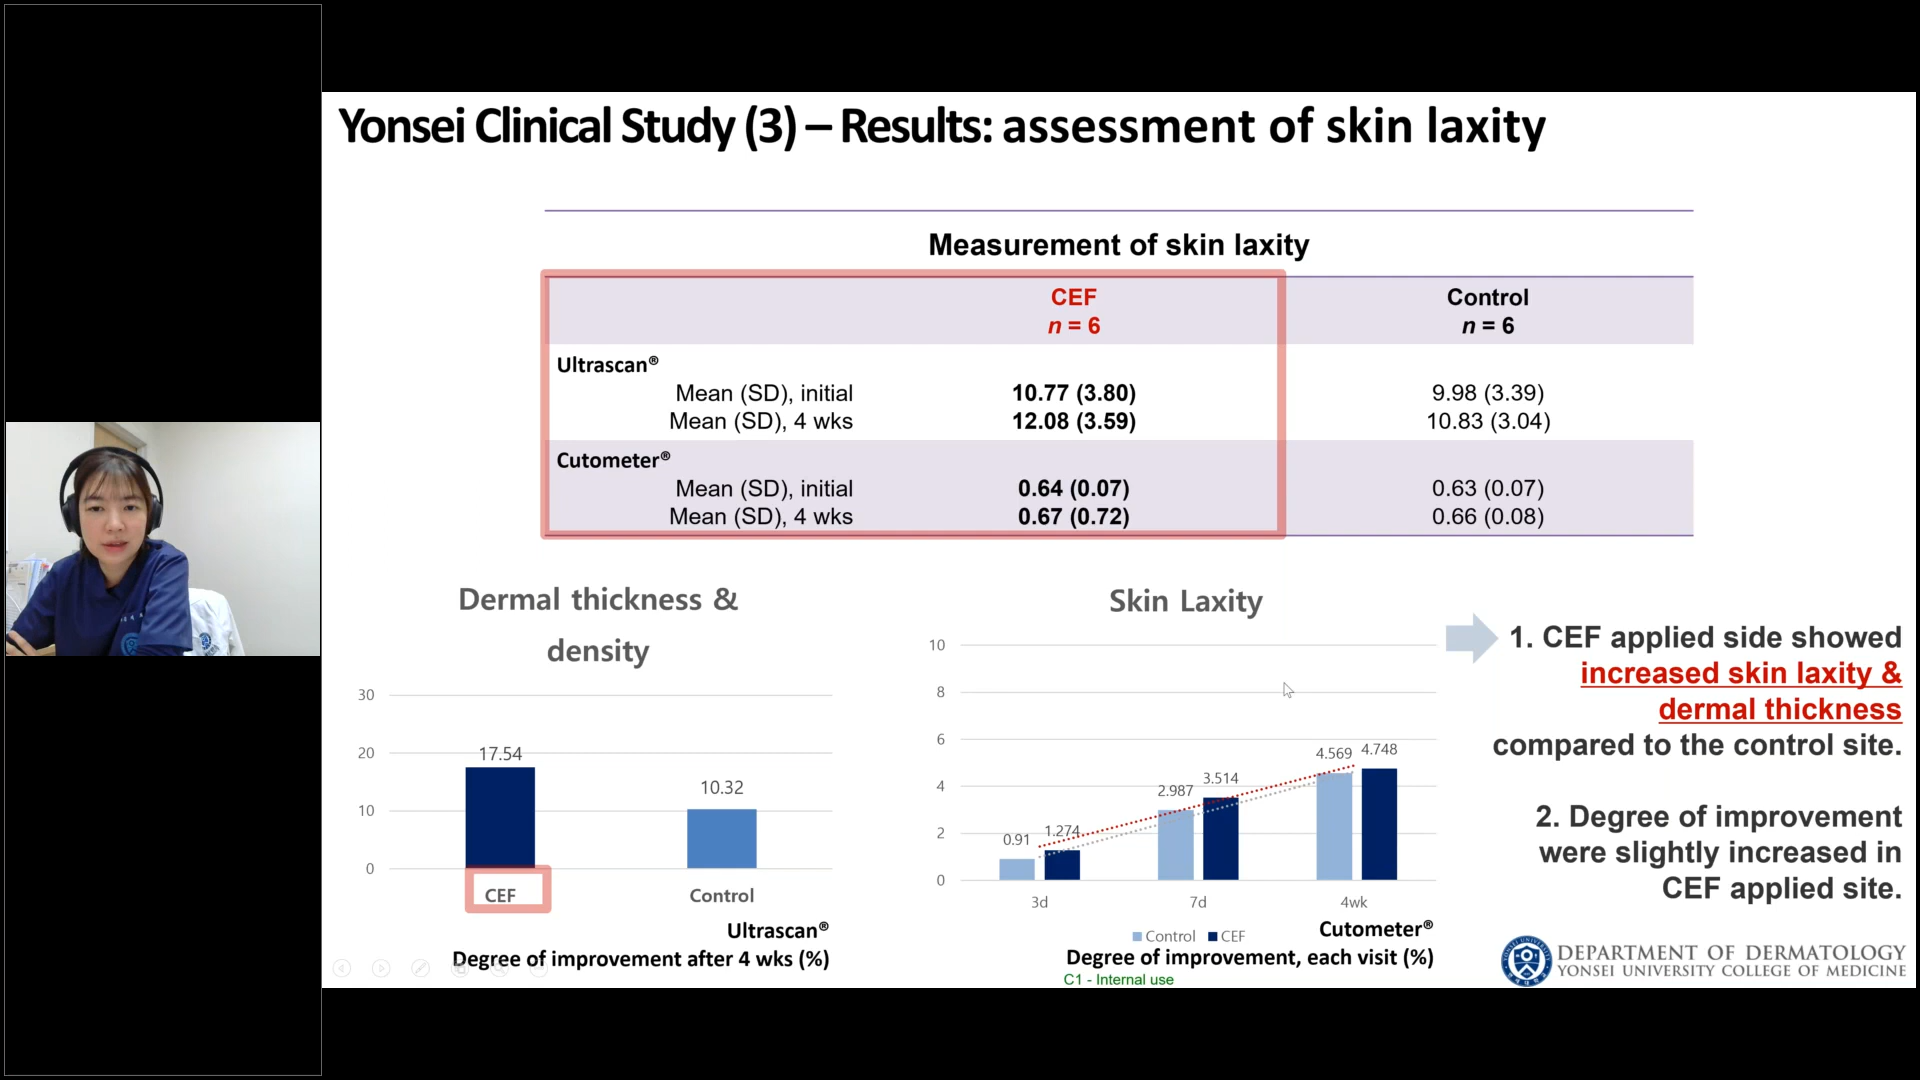 Yonsei Clinical Study (3) – Results: assessment of skin laxity
Measurement of skin laxity
CEF Control
n = 6 n = 6
Ultrascan®
Mean (SD), initial 10.77 (3.80) 9.98 (3.39)
Mean (SD), 4 wks 12.08 (3.59) 10.83 (3.04)
Cutometer®
Mean (SD), initial 0.64 (0.07) 0.63 (0.07)
Mean (SD), 4 wks 0.67 (0.72) 0.66 (0.08)
Dermal thickness &
density
30
20
10
0
17.54
10.32
CEF Control
Ultrascan®
Degree of improvement after 4 wks (%)
Skin Laxity
10
8
6
4
2
0
0.91 1.274
2.987 3.514
4.569 4.748
3d 7d 4wk
Control CEF
Cutometer®
Degree of improvement, each visit (%)
C1 - Internal use
1. CEF applied side showed
increased skin laxity &
dermal thickness
compared to the control site.
2. Degree of improvement
were slightly increased in
CEF applied site.
DEPARTMENT OF DERMATOLOGY
YONSEI UNIVERSITY COLLEGE OF MEDICINE